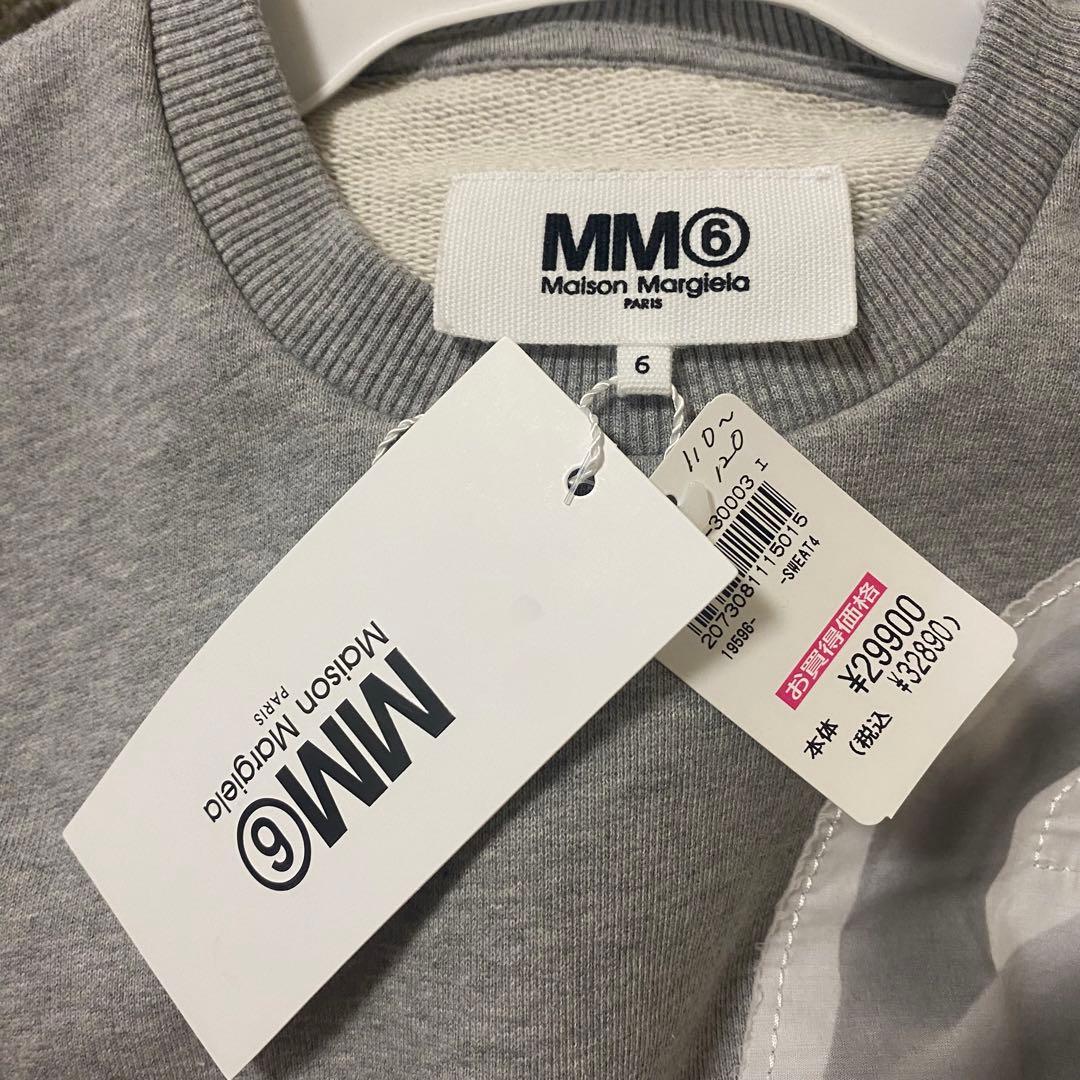 MM⑥
Maison Margiela
PARIS
6
MM⑥
Maison Margiela
PARIS
110~
120
-30003 I
2073081115015
19596-
-SWEAT4
お買得価格
本体 ¥29900
(税込 ¥32890)